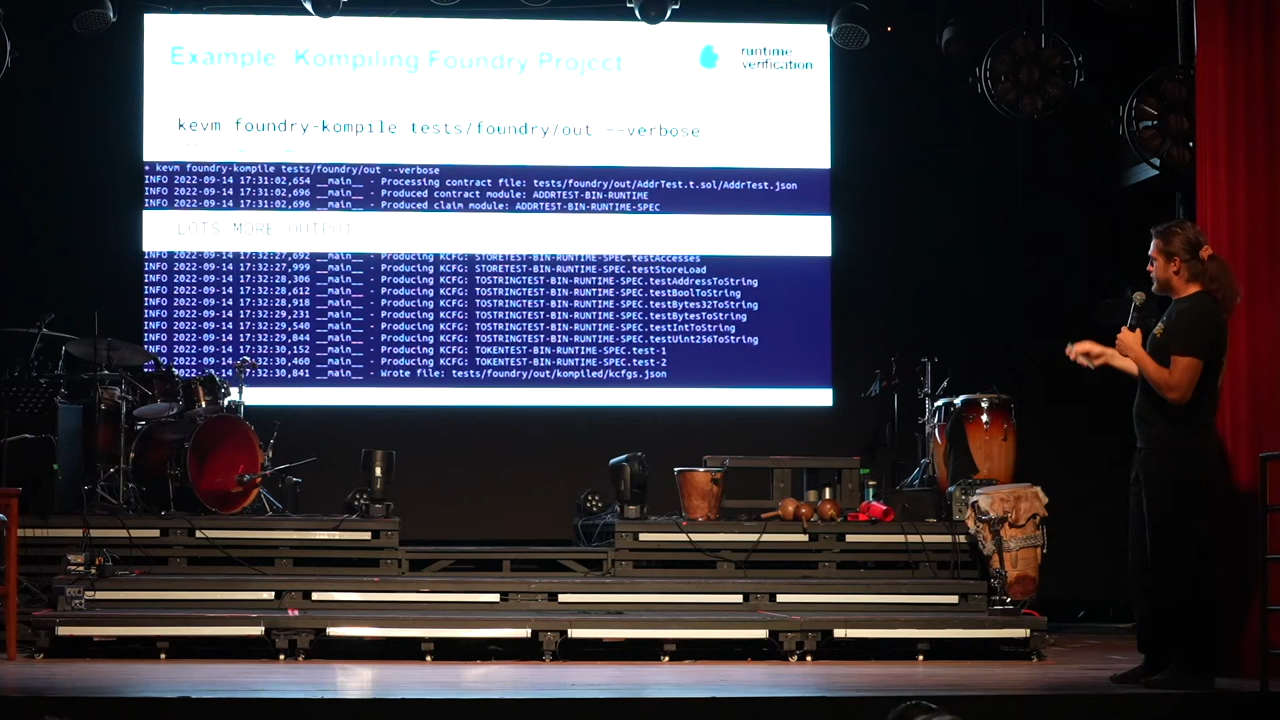 Example Kompiling Foundry Project
runtime
verification
kevm foundry-kompile tests/foundry/out --verbose
+ kevm foundry-kompile tests/foundry/out --verbose
INFO 2022-09-14 17:31:02,654 __main__ - Processing contract file: tests/foundry/out/AddrTest.t.sol/AddrTest.json
INFO 2022-09-14 17:31:02,696 __main__ - Produced contract module: ADDRTEST-BIN-RUNTIME
INFO 2022-09-14 17:31:02,696 __main__ - Produced claim module: ADDRTEST-BIN-RUNTIME-SPEC
LOTS MORE OUTPUT
INFO 2022-09-14 17:32:27,692 __main__ - Producing KCFG: STORETEST-BIN-RUNTIME-SPEC.testAccesses
INFO 2022-09-14 17:32:27,999 __main__ - Producing KCFG: STORETEST-BIN-RUNTIME-SPEC.testStoreLoad
INFO 2022-09-14 17:32:28,306 __main__ - Producing KCFG: TOSTRINGTEST-BIN-RUNTIME-SPEC.testAddressToString
INFO 2022-09-14 17:32:28,612 __main__ - Producing KCFG: TOSTRINGTEST-BIN-RUNTIME-SPEC.testBoolToString
INFO 2022-09-14 17:32:28,918 __main__ - Producing KCFG: TOSTRINGTEST-BIN-RUNTIME-SPEC.testBytes32ToString
INFO 2022-09-14 17:32:29,231 __main__ - Producing KCFG: TOSTRINGTEST-BIN-RUNTIME-SPEC.testBytesToString
INFO 2022-09-14 17:32:29,540 __main__ - Producing KCFG: TOSTRINGTEST-BIN-RUNTIME-SPEC.testIntToString
INFO 2022-09-14 17:32:29,844 __main__ - Producing KCFG: TOSTRINGTEST-BIN-RUNTIME-SPEC.testUint256ToString
INFO 2022-09-14 17:32:30,152 __main__ - Producing KCFG: TOKENTEST-BIN-RUNTIME-SPEC.test-1
INFO 2022-09-14 17:32:30,460 __main__ - Producing KCFG: TOKENTEST-BIN-RUNTIME-SPEC.test-2
INFO 2022-09-14 17:32:30,841 __main__ - Wrote file: tests/foundry/out/kompiled/kcfgs.json